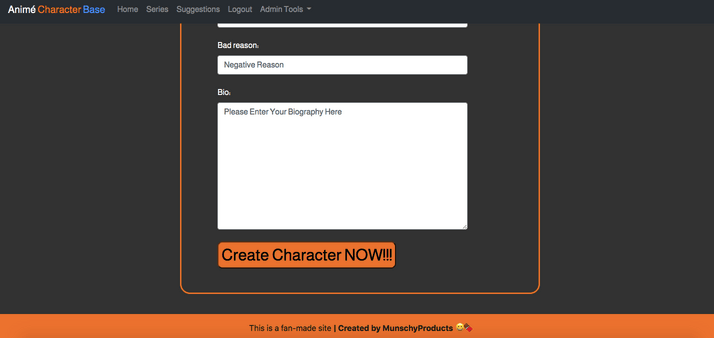 Animé Character Base Home Series Suggestions Logout Admin Tools
Bad reason:
Negative Reason
Bio:
Please Enter Your Biography Here
Create Character NOW!!!
This is a fan-made site | Created by MunschyProducts 😋🍫